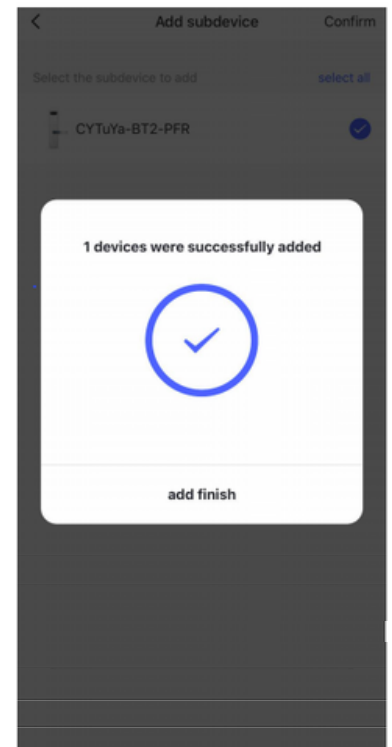 Add subdevice Confirm
Select the subdevice to add select all
CYTuYa-BT2-PFR
1 devices were successfully added
add finish